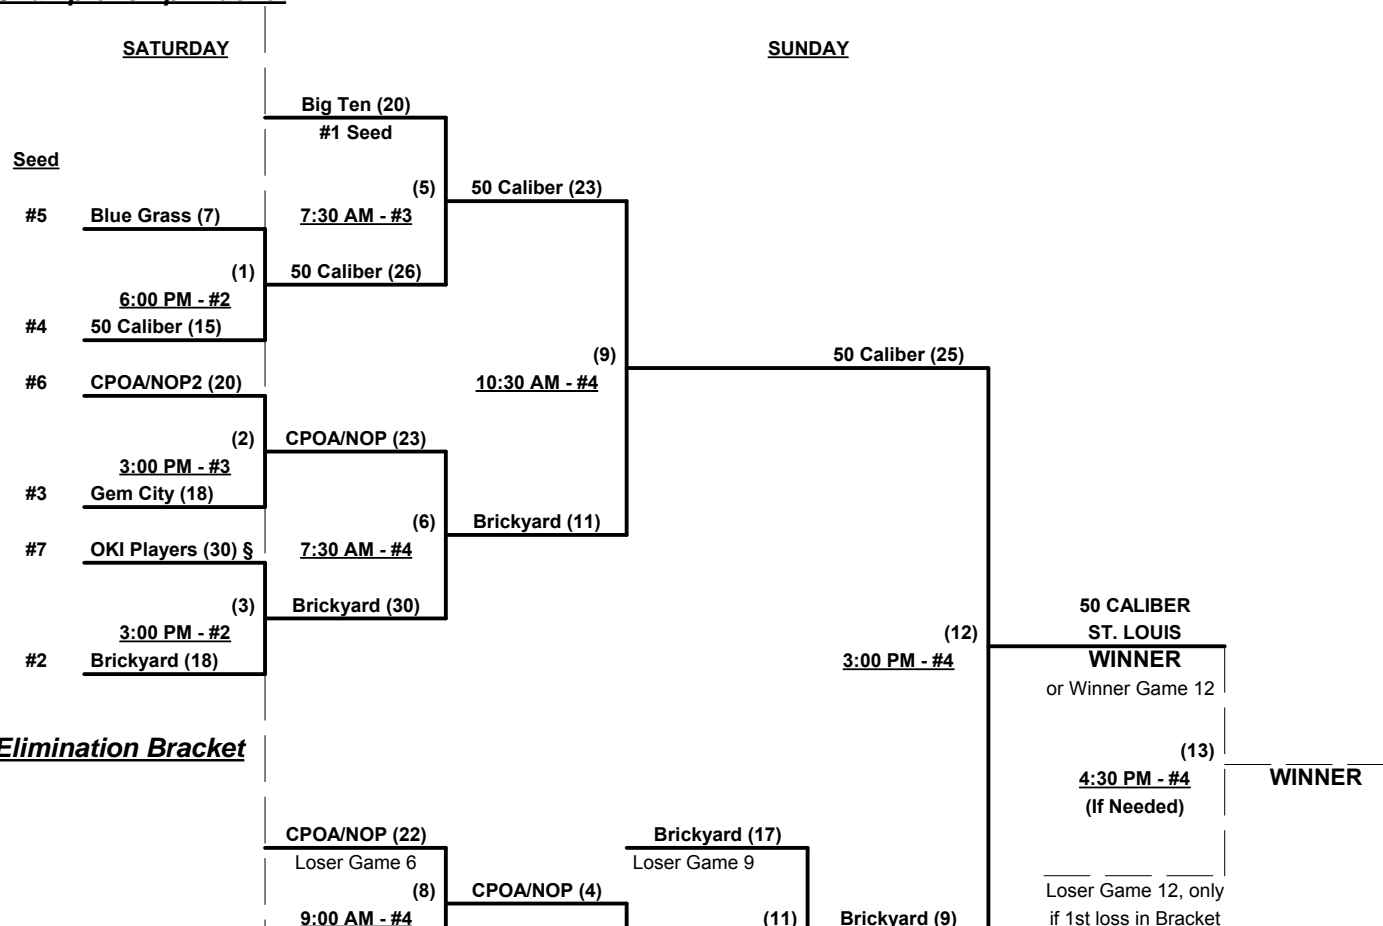 SATURDAY
SUNDAY
Big Ten (20)
#1 Seed
Seed
(5)
50 Caliber (23)
#5 Blue Grass (7)
7:30 AM - #3
(1)
50 Caliber (26)
6:00 PM - #2
#4 50 Caliber (15)
(9)
50 Caliber (25)
#6 CPOA/NOP2 (20)
10:30 AM - #4
(2)
CPOA/NOP (23)
3:00 PM - #3
#3 Gem City (18)
(6)
Brickyard (11)
#7 OKI Players (30) §
7:30 AM - #4
(3)
Brickyard (30)
50 CALIBER
3:00 PM - #2
(12)
ST. LOUIS
#2 Brickyard (18)
3:00 PM - #4
WINNER
or Winner Game 12
Elimination Bracket
(13)
4:30 PM - #4
WINNER
(If Needed)
CPOA/NOP (22)
Brickyard (17)
Loser Game 6
Loser Game 9
(8)
CPOA/NOP (4)
Loser Game 12, only
9:00 AM - #4
(11)
Brickyard (9)
if 1st loss in Bracket